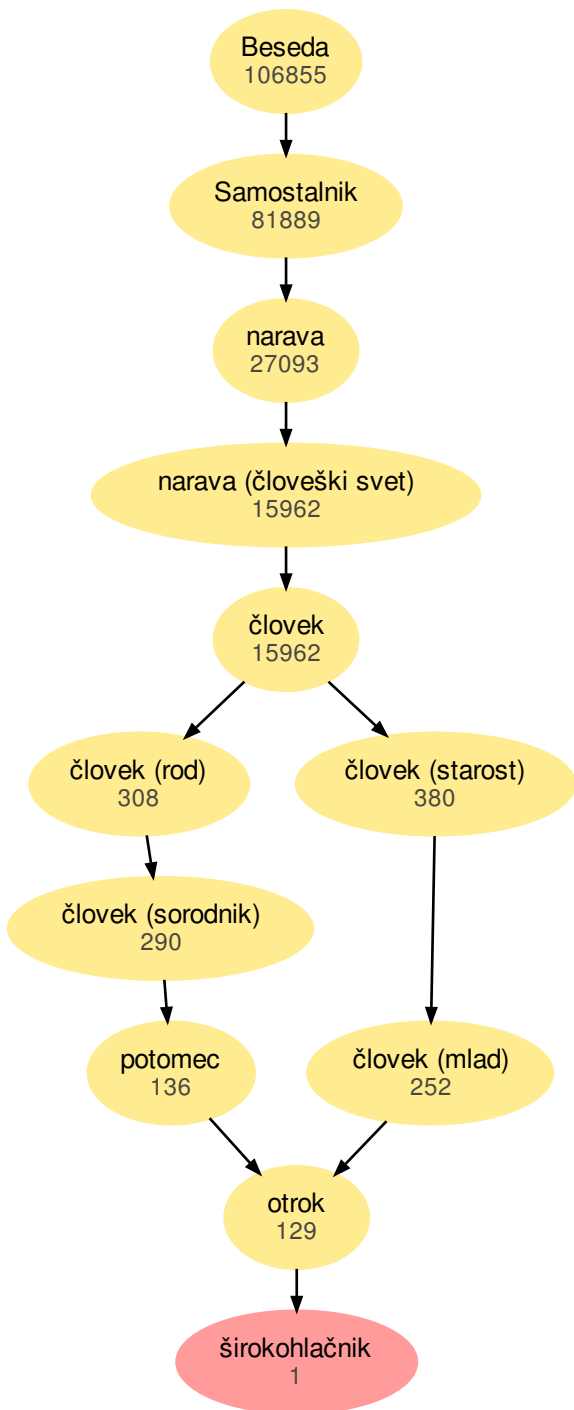 Beseda
106855
Samostalnik
81889
narava
27093
narava (človeški svet)
15962
človek
15962
človek (rod)
308
človek (starost)
380
človek (sorodnik)
290
potomec
136
človek (mlad)
252
otrok
129
širokohlačnik
1